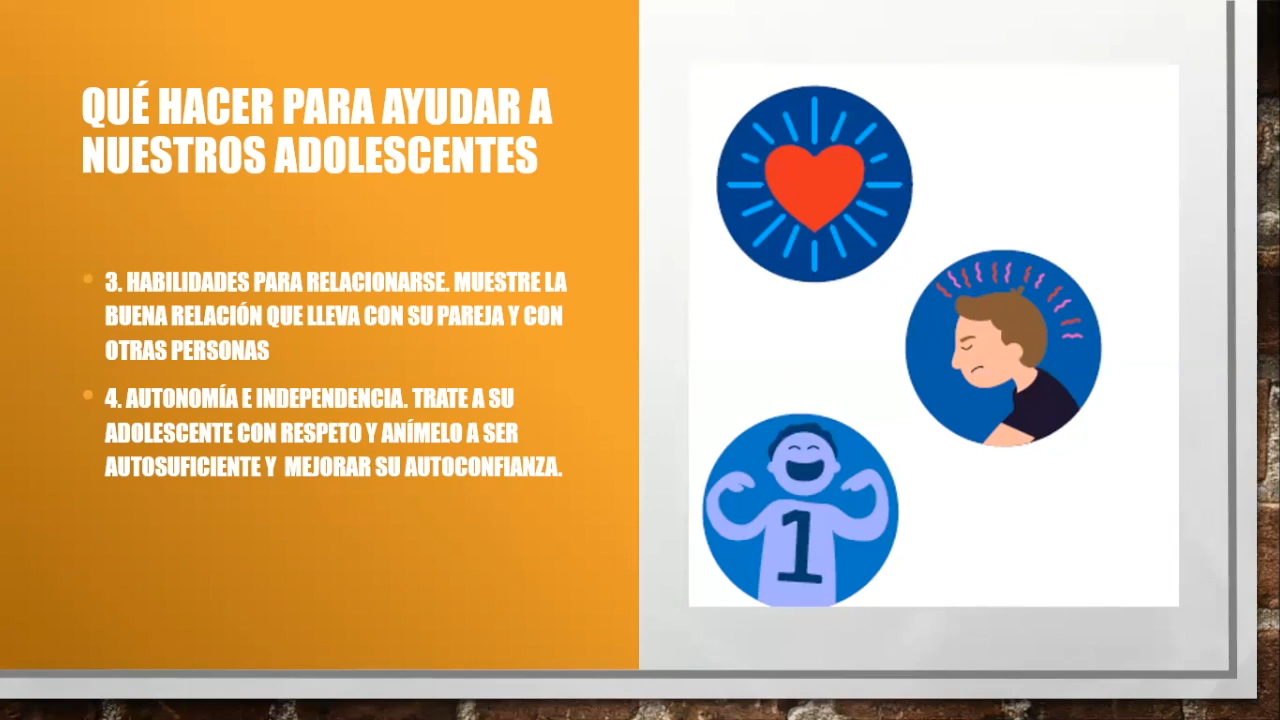 QUÉ HACER PARA AYUDAR A
NUESTROS ADOLESCENTES
3. HABILIDADES PARA RELACIONARSE. MUESTRE LA
BUENA RELACIÓN QUE LLEVA CON SU PAREJA Y CON
OTRAS PERSONAS
4. AUTONOMÍA E INDEPENDENCIA. TRATE A SU
ADOLESCENTE CON RESPETO Y ANÍMELO A SER
AUTOSUFICIENTE Y  MEJORAR SU AUTOCONFIANZA.
1